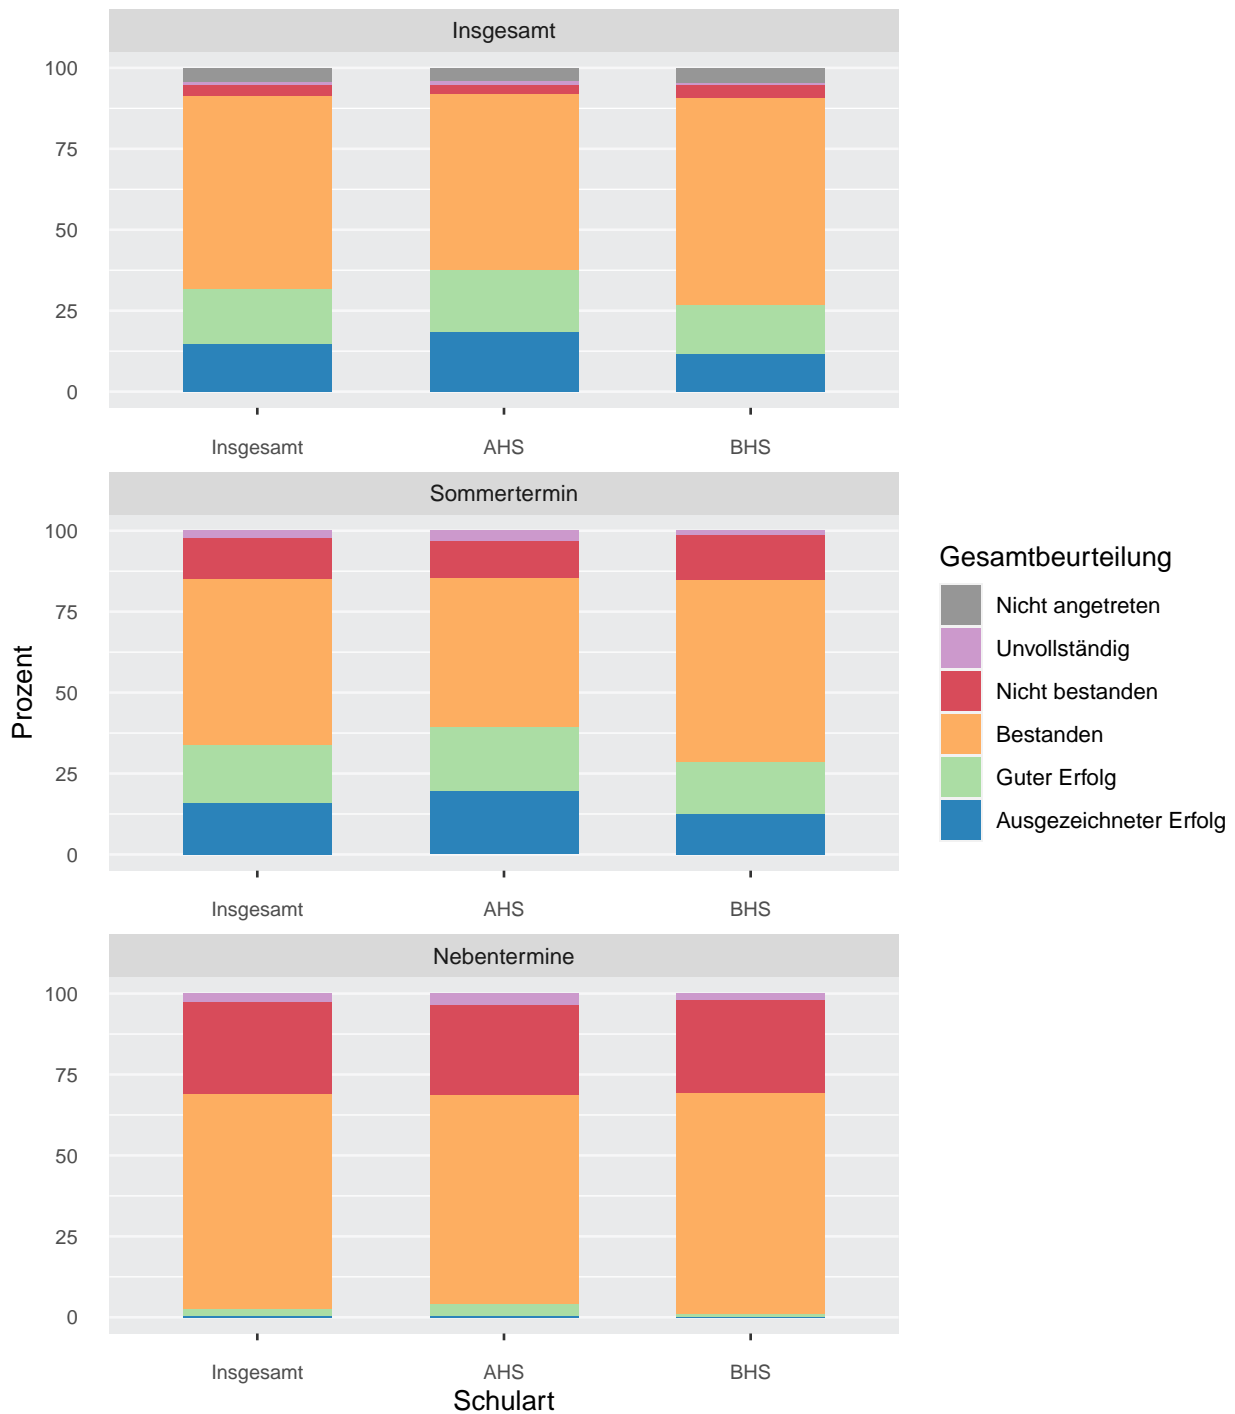 Insgesamt
100
75
50
25
0
Insgesamt AHS BHS
Sommertermin
100
75
50
25
0
Insgesamt AHS BHS
Nebentermine
100
75
50
25
0
Insgesamt AHS BHS
Schulart
Prozent
Gesamtbeurteilung
Nicht angetreten
Unvollständig
Nicht bestanden
Bestanden
Guter Erfolg
Ausgezeichneter Erfolg